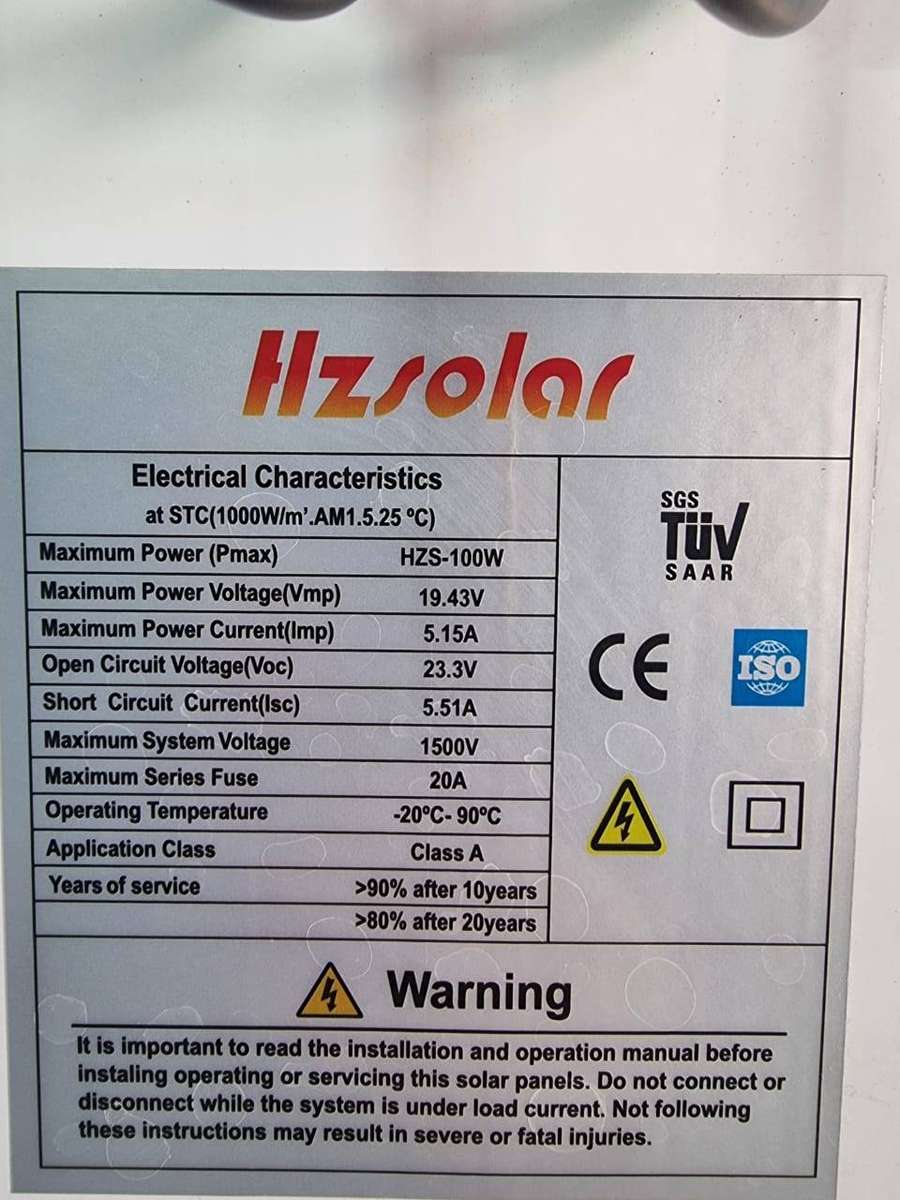 Hzsolar
Electrical Characteristics
at STC(1000W/m'.AM1.5.25 ºC)
Maximum Power (Pmax) HZS-100W
Maximum Power Voltage(Vmp) 19.43V
Maximum Power Current(Imp) 5.15A
Open Circuit Voltage(Voc) 23.3V
Short Circuit Current(Isc) 5.51A
Maximum System Voltage 1500V
Maximum Series Fuse 20A
Operating Temperature -20ºC- 90ºC
Application Class Class A
Years of service >90% after 10years
>80% after 20years
SGS
TÜV
SAAR
CE
ISO
Warning
It is important to read the installation and operation manual before
instaling operating or servicing this solar panels. Do not connect or
disconnect while the system is under load current. Not following
these instructions may result in severe or fatal injuries.